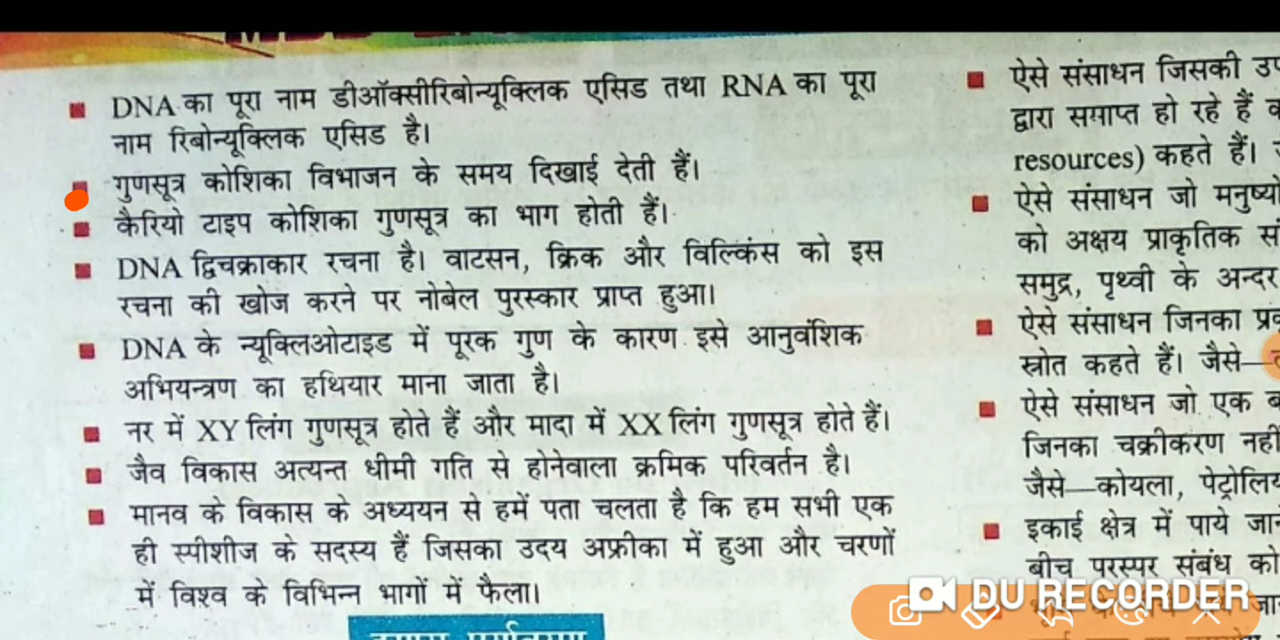 DNA का पूरा नाम डीऑक्सीरिबोन्यूक्लिक एसिड तथा RNA का पूरा
नाम रिबोन्यूक्लिक एसिड है।
गुणसूत्र कोशिका विभाजन के समय दिखाई देती हैं।
कैरियो टाइप कोशिका गुणसूत्र का भाग होती हैं।
DNA द्विचक्राकार रचना है। वाटसन, क्रिक और विल्किंस को इस
रचना की खोज करने पर नोबेल पुरस्कार प्राप्त हुआ।
DNA के न्यूक्लिओटाइड में पूरक गुण के कारण इसे आनुवंशिक
अभियन्त्रण का हथियार माना जाता है।
नर में XY लिंग गुणसूत्र होते हैं और मादा में XX लिंग गुणसूत्र होते हैं।
जैव विकास अत्यन्त धीमी गति से होनेवाला क्रमिक परिवर्तन है।
मानव के विकास के अध्ययन से हमें पता चलता है कि हम सभी एक
ही स्पीशीज के सदस्य हैं जिसका उदय अफ्रीका में हुआ और चरणों
में विश्व के विभिन्न भागों में फैला।
ऐसे संसाधन जिसकी
द्वारा समाप्त हो रहे हैं
resources) कहते हैं।
ऐसे संसाधन जो
को अक्षय प्राकृतिक
समुद्र, पृथ्वी के अन्दर
ऐसे संसाधन जिनका
स्रोत कहते हैं। जैसे—
ऐसे संसाधन जो एक
जिनका चक्रीकरण नहीं
जैसे—कोयला,
इकाई क्षेत्र में पाये
बीच परस्पर संबंध को
DU RECORDER